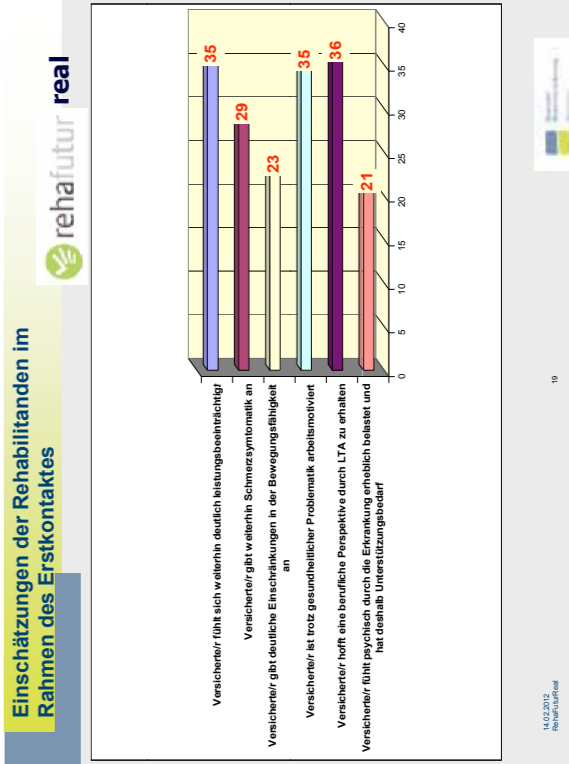 Einschätzungen der Rehabilitanden im
Rahmen des Erstkontaktes
rehafutur real
Versicherte/r fühlt sich weiterhin deutlich leistungsbeeinträchtigt
35
Versicherte/r gibt weiterhin Schmerzsymtomatik an
29
Versicherte/r gibt deutliche Einschränkungen in der Bewegungsfähigkeit
an
23
Versicherte/r ist trotz gesundheitlicher Problematik arbeitsmotiviert
35
Versicherte/r hofft eine berufliche Perspektive durch LTA zu erhalten
36
Versicherte/r fühlt psychisch durch die Erkrankung erheblich belastet und
hat deshalb Unterstützungsbedarf
21
0 5 10 15 20 25 30 35 40
14.02.2012
RehaFuturReal
19